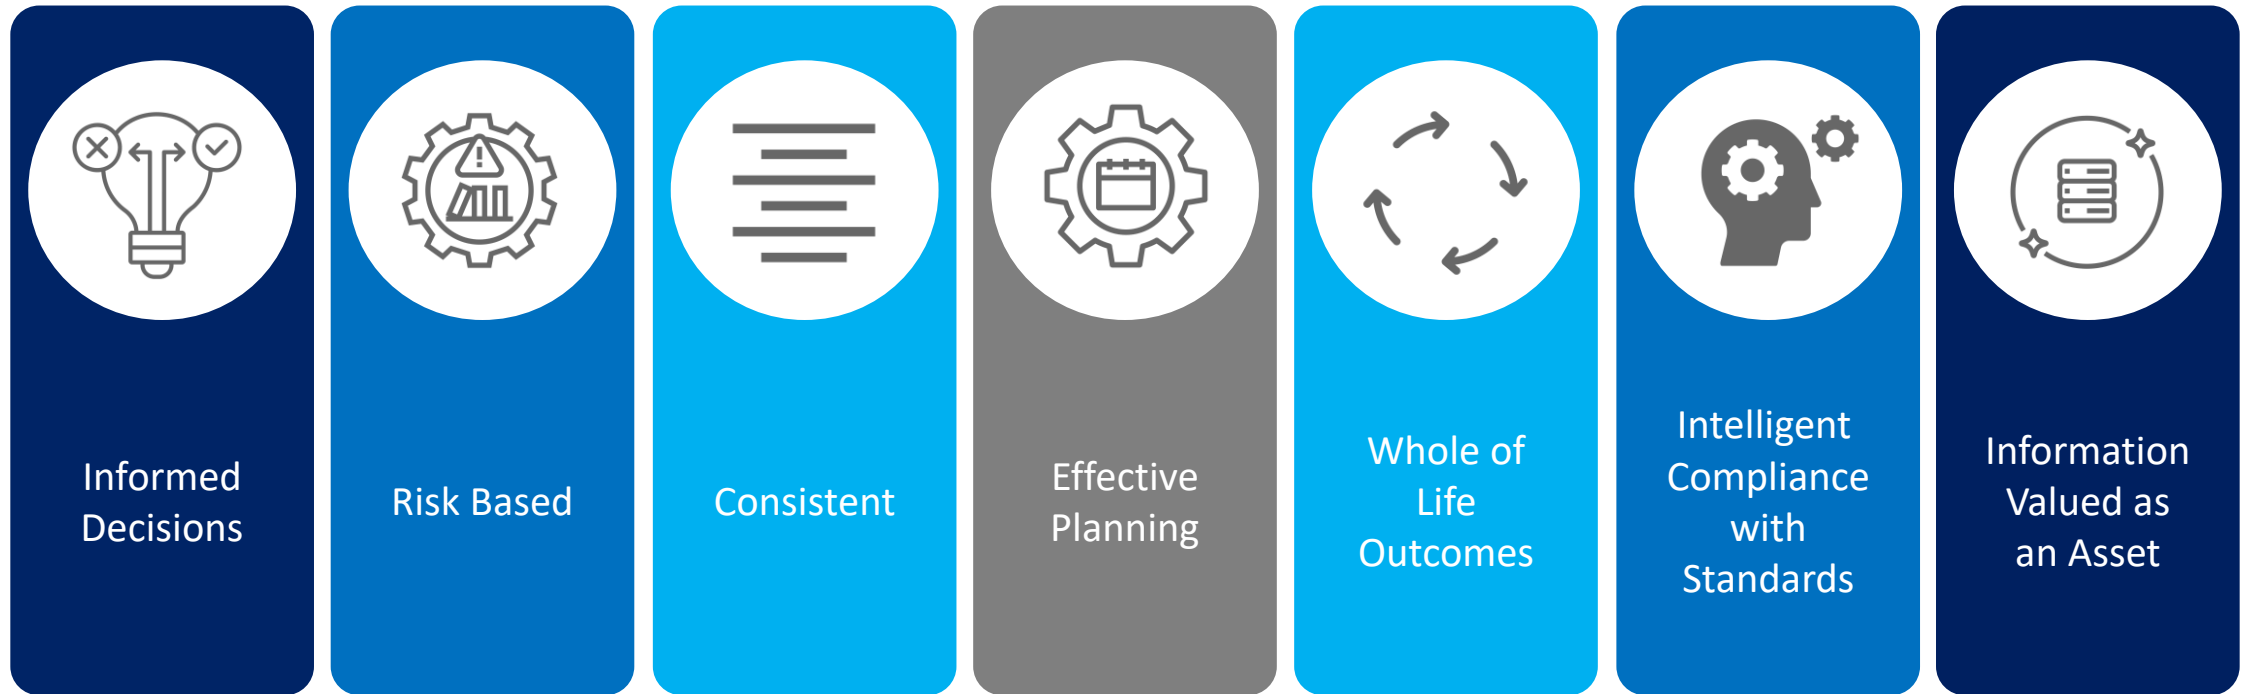 Informed
Decisions
Risk Based
Consistent
Effective
Planning
Whole of
Life
Outcomes
Intelligent
Compliance
with
Standards
Information
Valued as
an Asset